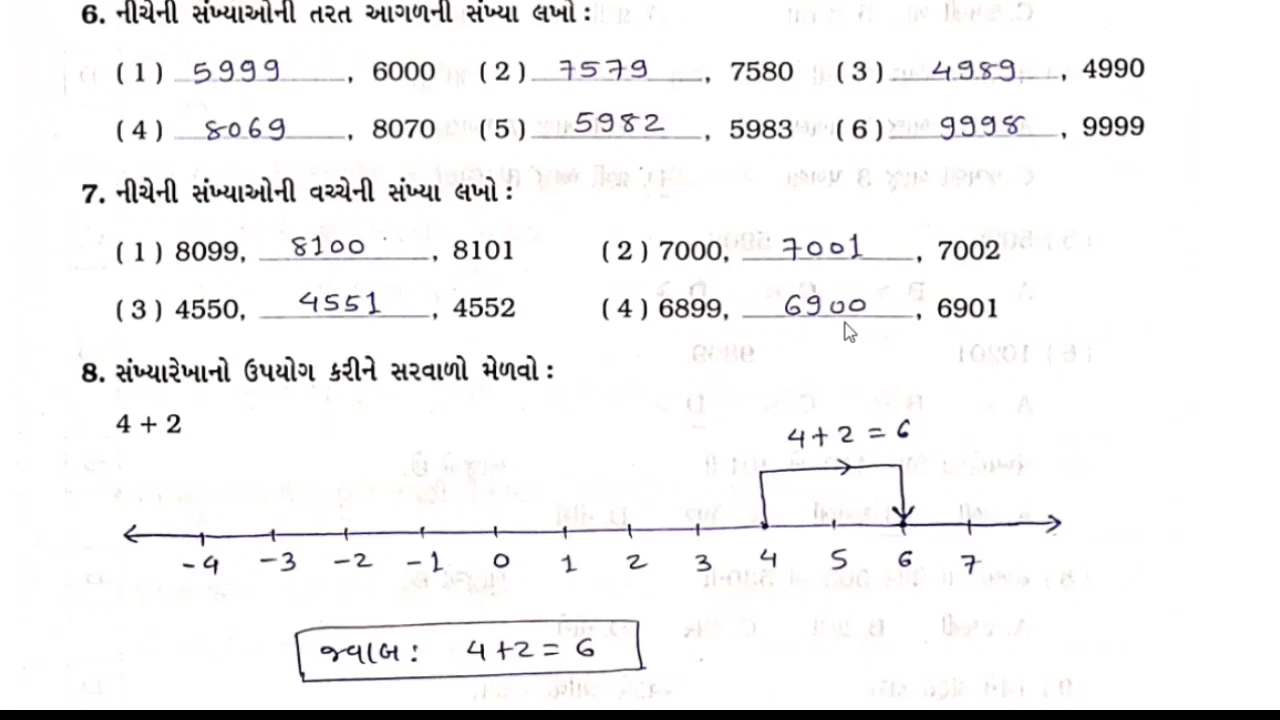 6. નીચેની સંખ્યાઓની તરત આગળની સંખ્યા લખો :
(1) 5999, 6000 (2) 7579, 7580 (3) 4989, 4990
(4) 8069, 8070 (5) 5982, 5983 (6) 9998, 9999
7. નીચેની સંખ્યાઓની વચ્ચેની સંખ્યા લખો :
(1) 8099, 8100, 8101 (2) 7000, 7001, 7002
(3) 4550, 4551, 4552 (4) 6899, 6900, 6901
8. સંખ્યારેખાનો ઉપયોગ કરીને સરવાળો મેળવો :
4 + 2
4+2 = 6
-4 -3 -2 -1 0 1 2 3 4 5 6 7
જવાબ : 4+2 = 6